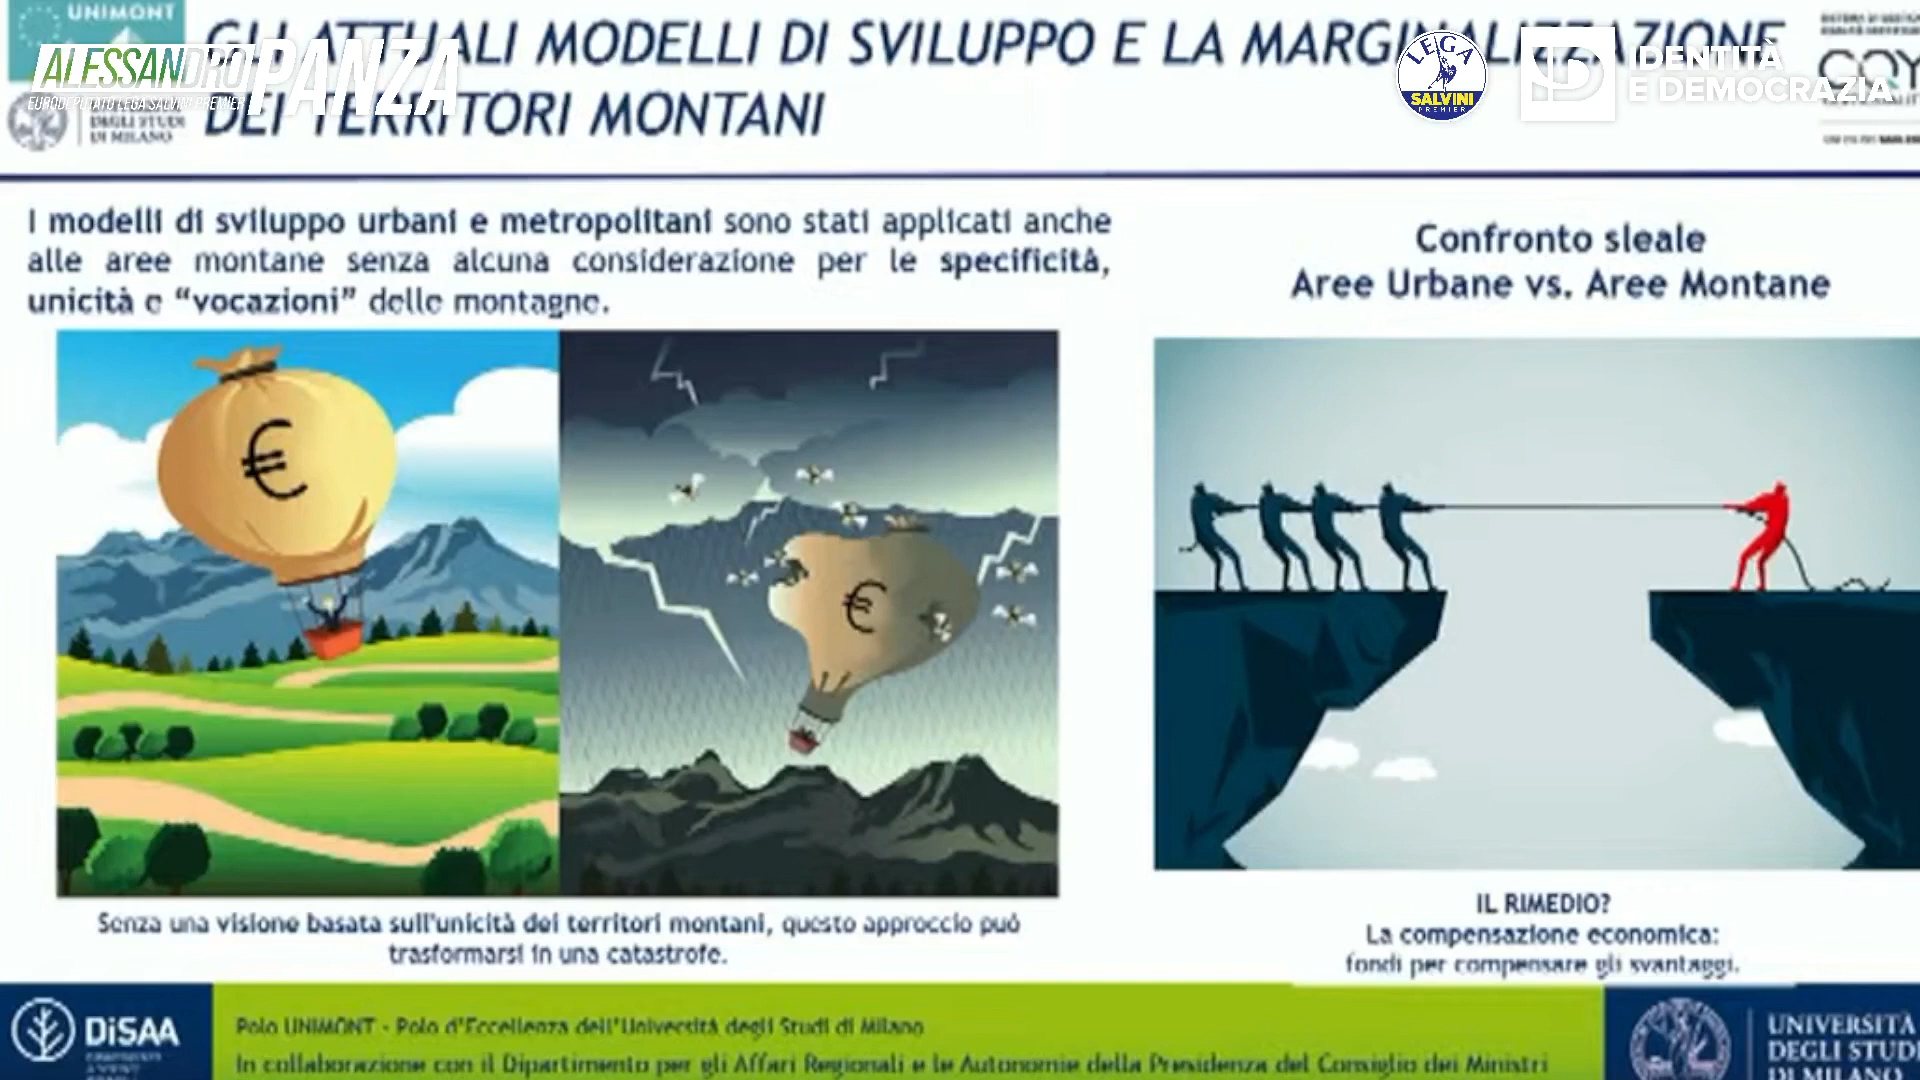 UNIMONT
ALESSANDRO PANZA
EURODEPUTATO LEGA SALVINI PREMIER
DEGLI STUDI
DI MILANO
GLI ATTUALI MODELLI DI SVILUPPO E LA MARGINALIZZAZIONE
DEI TERRITORI MONTANI
LEGA
SALVINI
PREMIER
ID
IDENTITÀ
E DEMOCRAZIA
I modelli di sviluppo urbani e metropolitani sono stati applicati anche
alle aree montane senza alcuna considerazione per le specificità,
unicità e “vocazioni” delle montagne.
€
€
Senza una visione basata sull'unicità dei territori montani, questo approccio può
trasformarsi in una catastrofe.
Confronto sleale
Aree Urbane vs. Aree Montane
IL RIMEDIO?
La compensazione economica:
fondi per compensare gli svantaggi.
DiSAA
Polo UNIMONT - Polo d'Eccellenza dell'Università degli Studi di Milano
In collaborazione con il Dipartimento per gli Affari Regionali e le Autonomie della Presidenza del Consiglio dei Ministri
UNIVERSITÀ
DEGLI STUDI
DI MILANO